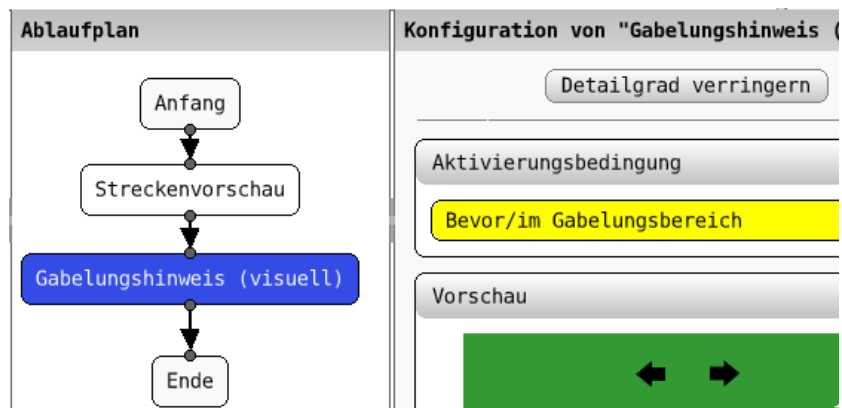 Ablaufplan
Anfang
Streckenvorschau
Gabelungshinweis (visuell)
Ende
Konfiguration von "Gabelungshinweis (
Detailgrad verringern
Aktivierungsbedingung
Bevor/im Gabelungsbereich
Vorschau